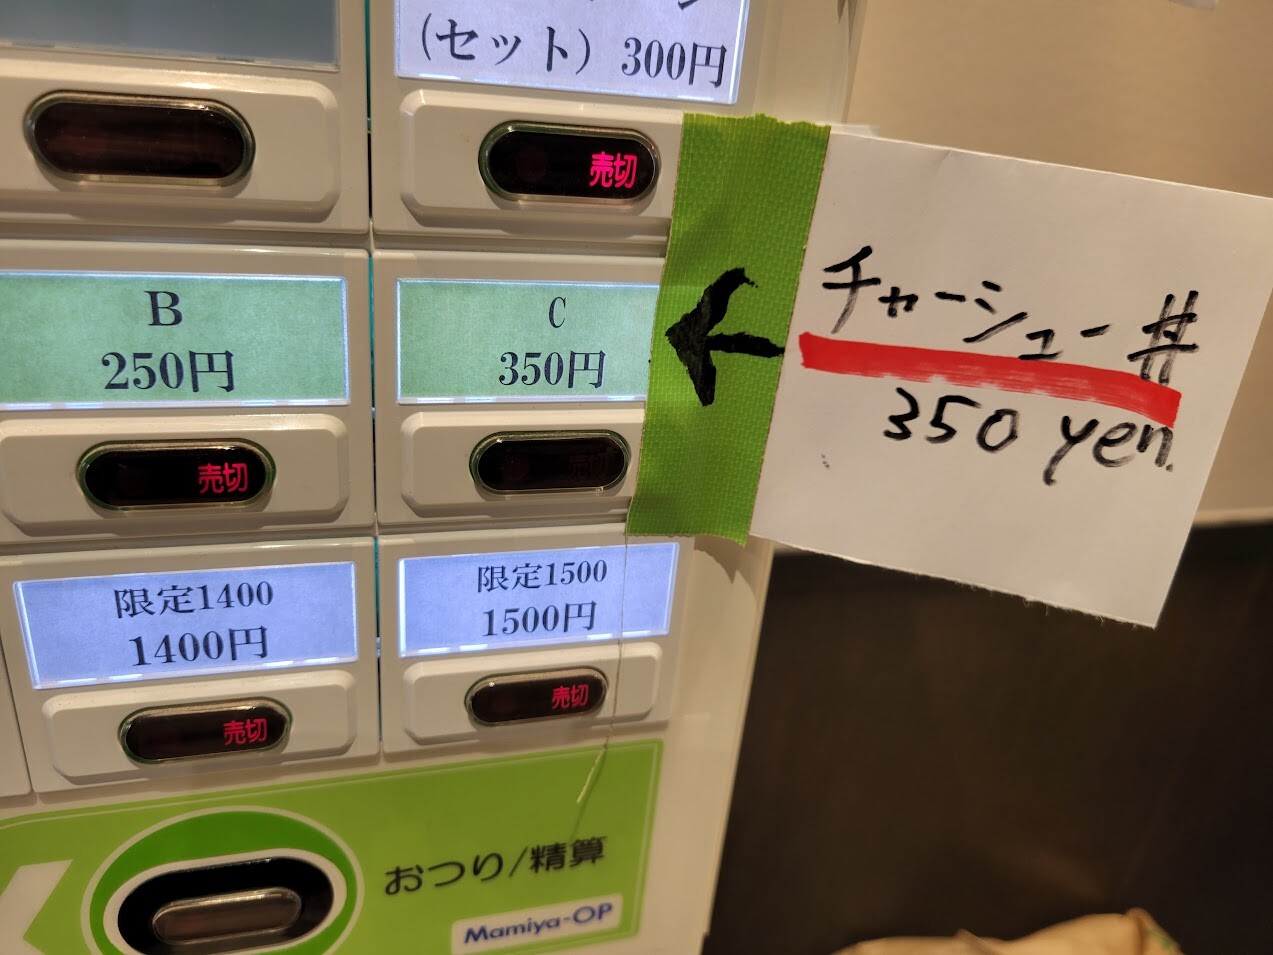 (セット) 300円
売切
B
250円
売切
C
350円
売切
←
チャーシュー丼
350 yen.
限定1400
1400円
売切
限定1500
1500円
売切
おつり/精算
Mamiya-OP